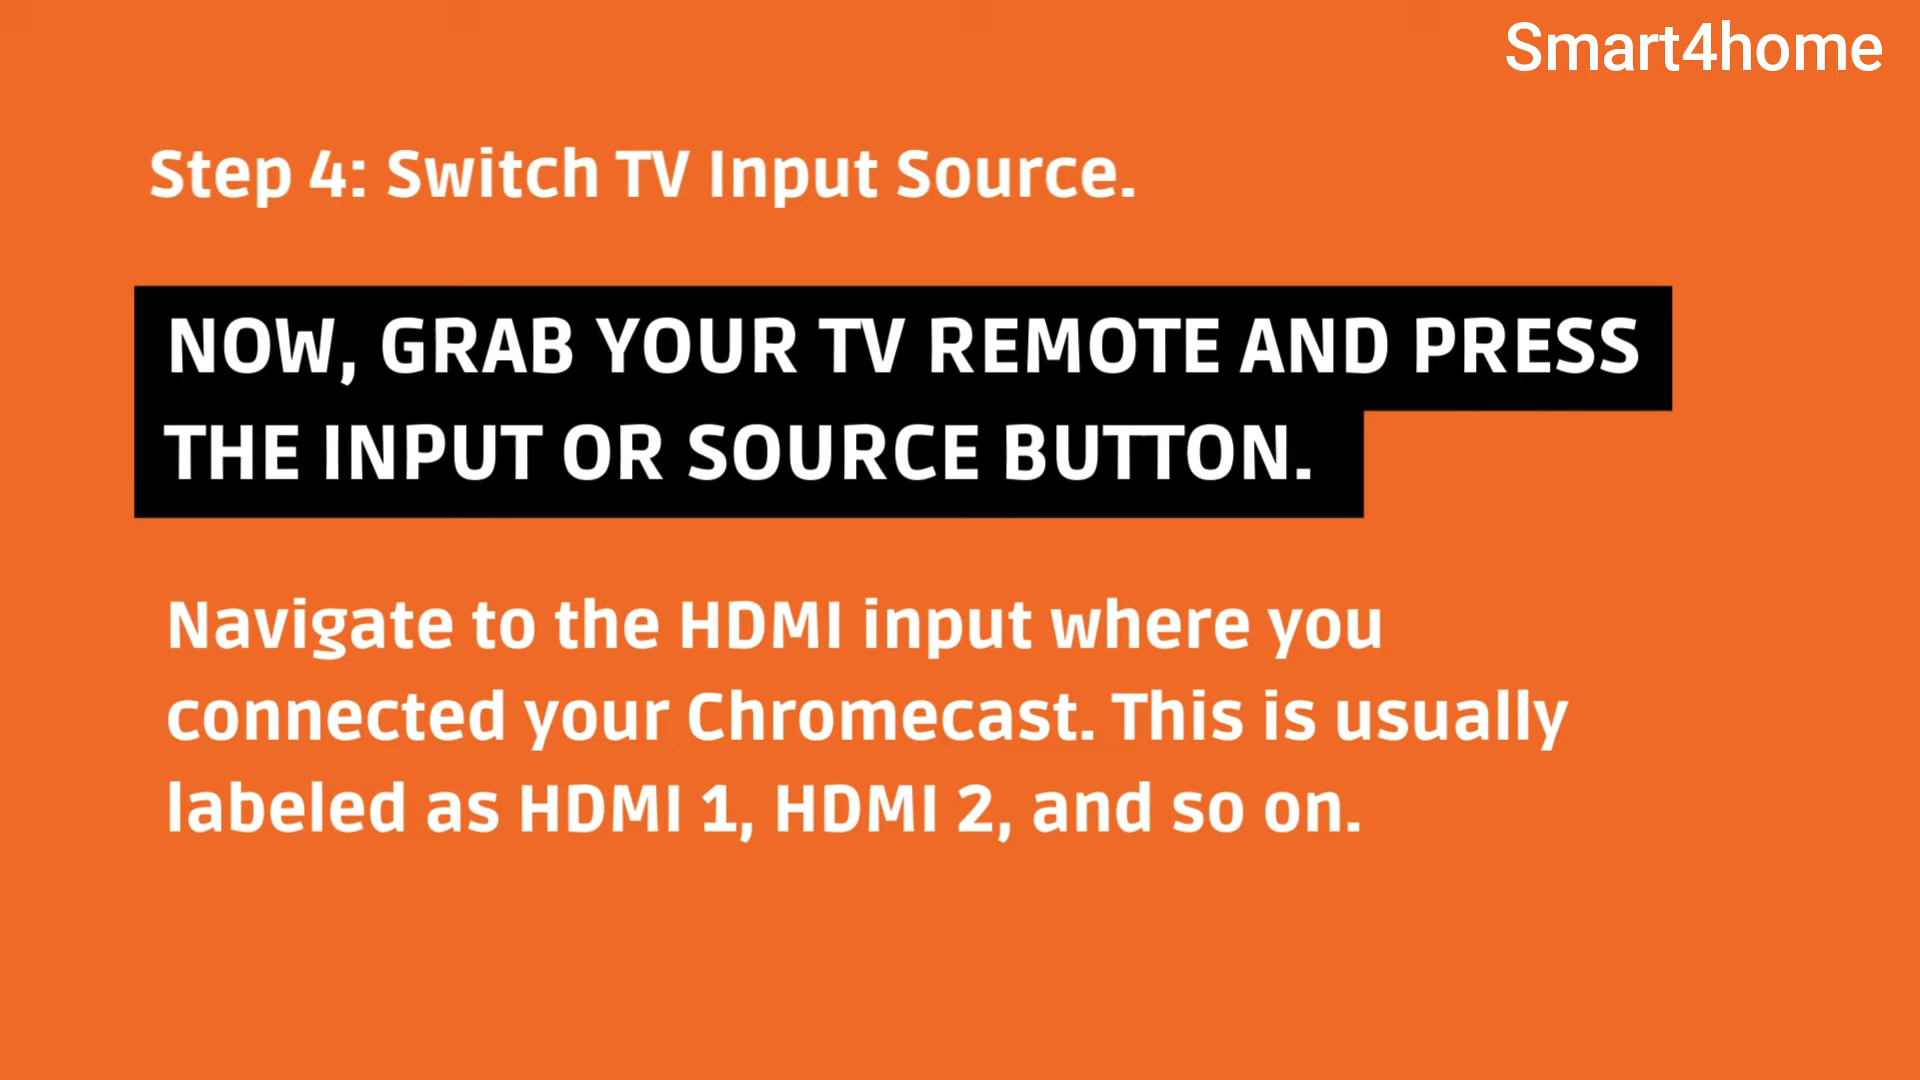 Smart4home
Step 4: Switch TV Input Source.
NOW, GRAB YOUR TV REMOTE AND PRESS
THE INPUT OR SOURCE BUTTON.
Navigate to the HDMI input where you
connected your Chromecast. This is usually
labeled as HDMI 1, HDMI 2, and so on.